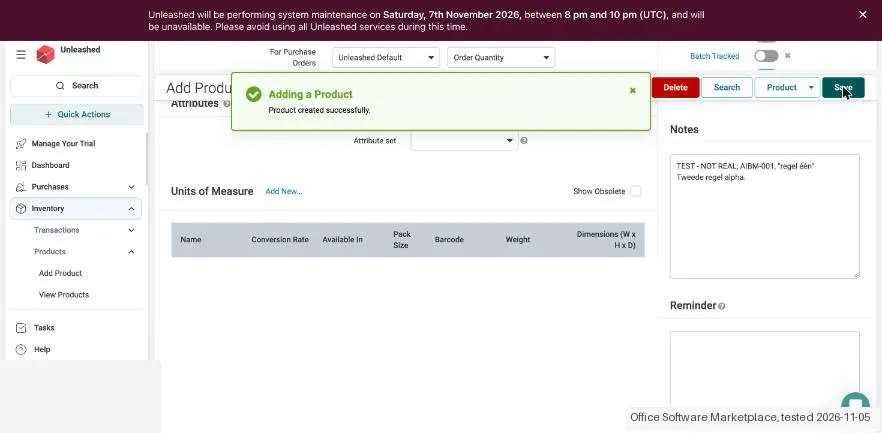 Unleashed will be performing system maintenance on Saturday, 7th November 2026, between 8 pm and 10 pm (UTC), and will
be unavailable. Please avoid using all Unleashed services during this time.
Unleashed
Search
+ Quick Actions
Manage Your Trial
Dashboard
Purchases
Inventory
Transactions
Products
Add Product
View Products
Tasks
Help
For Purchase
Orders
Unleashed Default
Order Quantity
Batch Tracked
Add Produ
Adding a Product
Product created successfully.
Delete
Search
Product
Save
Attributes
Attribute set
Units of Measure
Add New...
Show Obsolete
Name
Conversion Rate
Available In
Pack
Size
Barcode
Weight
Dimensions (W x
H x D)
Notes
TEST - NOT REAL; AIBM-001, "regel één"
Tweede regel alpha.
Reminder
Office Software Marketplace, tested 2026-11-05